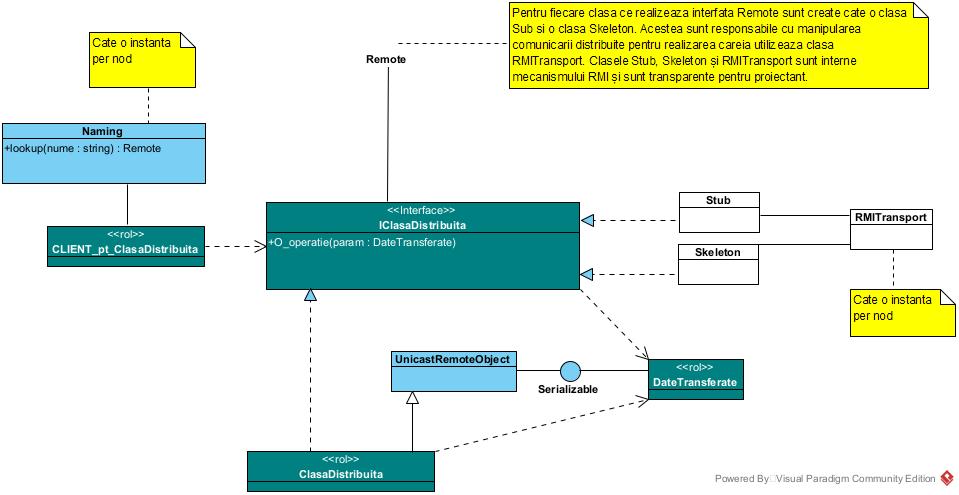 Pentru fiecare clasa ce realizeaza interfata Remote sunt create cate o clasa
Sub si o clasa Skeleton. Acestea sunt responsabile cu manipularea
comunicarii distribuite pentru realizarea careia utilizeaza clasa
RMITransport. Clasele Stub, Skeleton și RMITransport sunt interne
mecanismului RMI și sunt transparente pentru proiectant.
Cate o instanta
per nod
Remote
Naming
+lookup(nume : string) : Remote
<<rol>>
CLIENT_pt_ClasaDistribuita
<<Interface>>
IClasaDistribuita
+O_operatie(param : DateTransferate)
Stub
RMITransport
Skeleton
Cate o instanta
per nod
UnicastRemoteObject
Serializable
<<rol>>
DateTransferate
<<rol>>
ClasaDistribuita
Powered By Visual Paradigm Community Edition